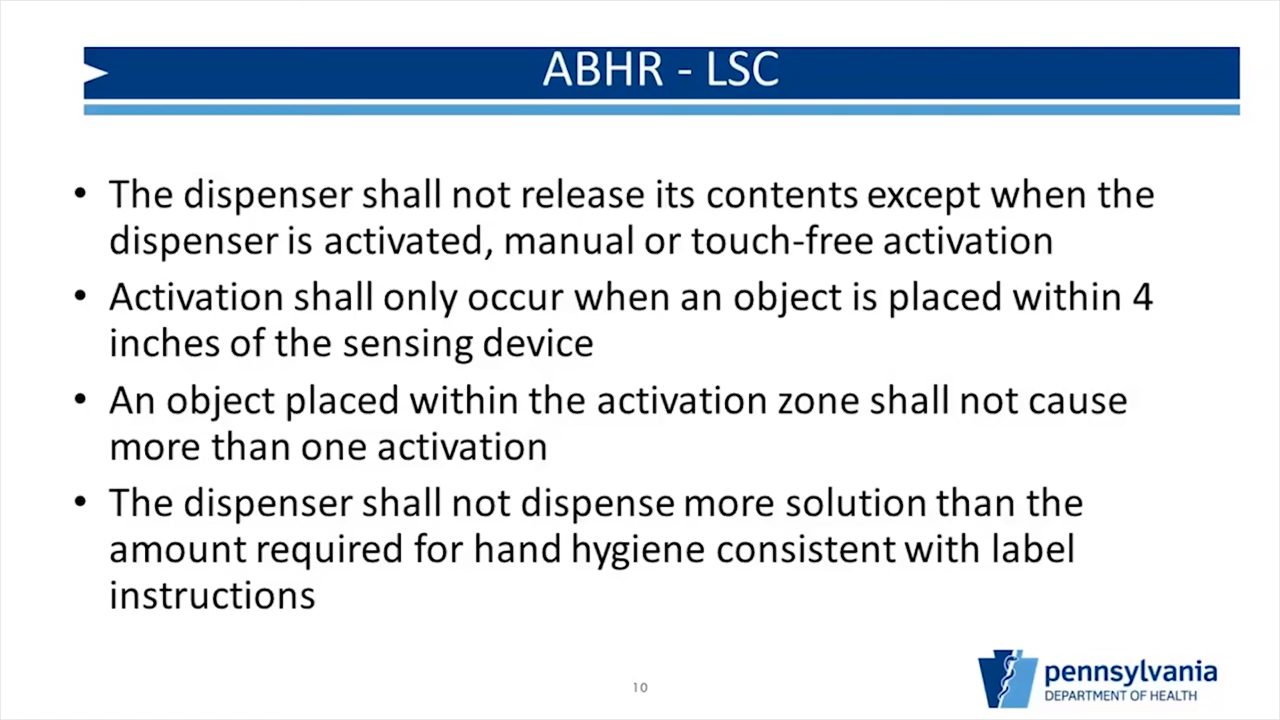 ABHR - LSC
• The dispenser shall not release its contents except when the
dispenser is activated, manual or touch-free activation
• Activation shall only occur when an object is placed within 4
inches of the sensing device
• An object placed within the activation zone shall not cause
more than one activation
• The dispenser shall not dispense more solution than the
amount required for hand hygiene consistent with label
instructions
10
pennsylvania
DEPARTMENT OF HEALTH